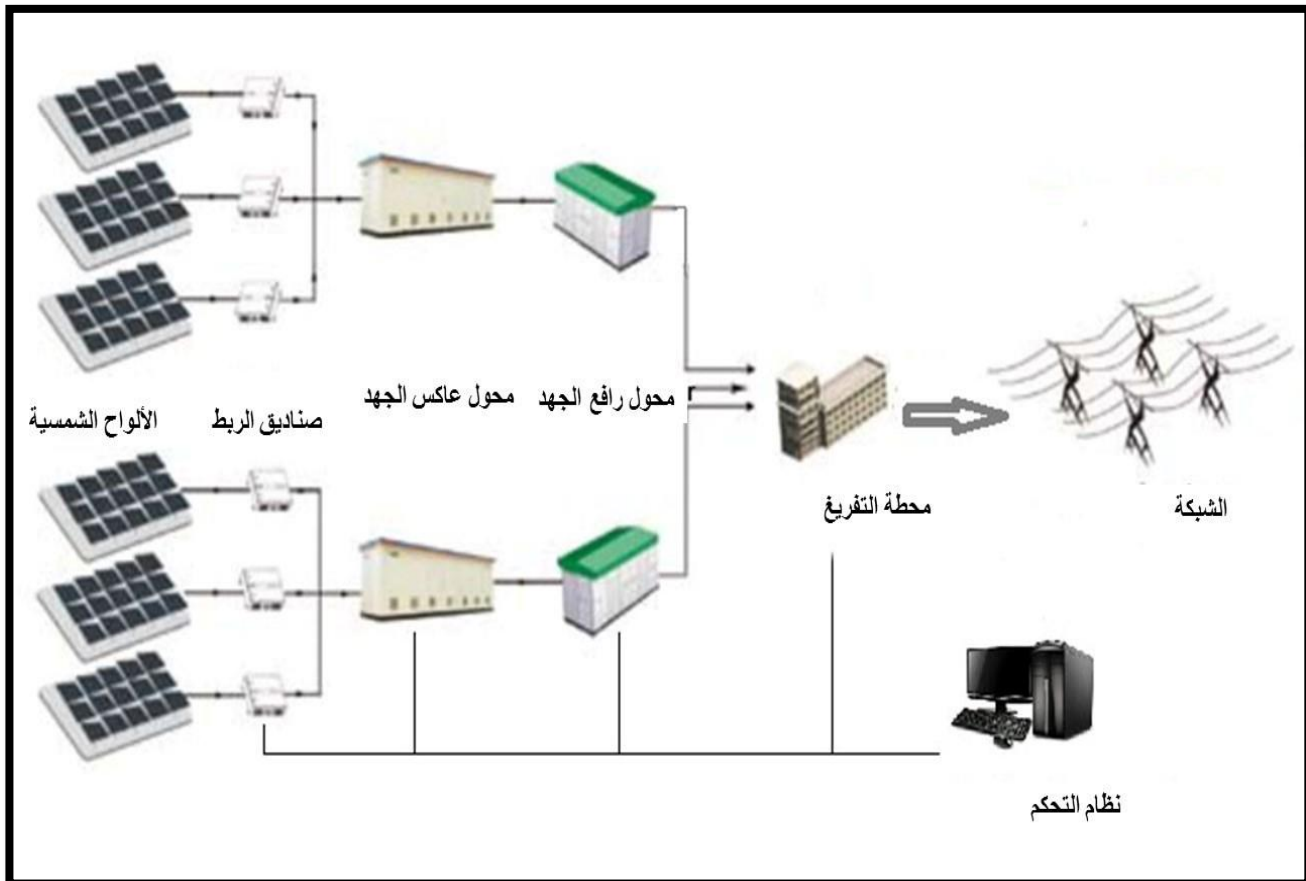 الألواح الشمسية
صناديق الربط
محول عاكس الجهد
محول رافع الجهد
محطة التفريغ
الشبكة
نظام التحكم